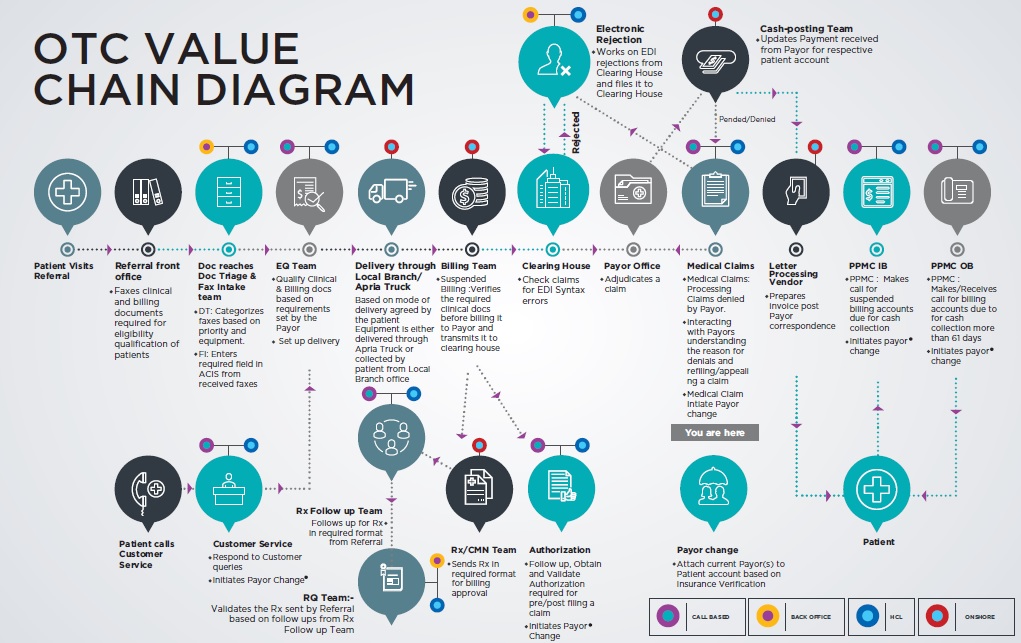 OTC VALUE
CHAIN DIAGRAM
Electronic
Rejection
•Works on EDI
rejections from
Clearing House
and files it to
Clearing House
Cash-posting Team
•Updates Payment received
from Payor for respective
patient account
Rejected
Pended/Denied
Patient Visits
Referral
Referral front
office
•Faxes clinical
and billing
documents
required for
eligibility
qualification of
patients
Doc reaches
Doc Triage &
Fax Intake
team
•DT: Categorizes
faxes based on
priority and
equipment.
•FI: Enters
required field in
ACIS from
received faxes
EQ Team
•Qualify Clinical
& Billing docs
based on
requirements
set by the
Payor
• Set up delivery
Delivery through
Local Branch/
Apria Truck
Based on mode of
delivery agreed by
the patient
Equipment is either
delivered through
Apria Truck or
collected by
patient from Local
Branch office
Billing Team
•Suspended
Billing :Verifies
the required
clinical docs
before billing it
to Payor and
transmits it to
clearing house
Clearing House
•Check claims
for EDI Syntax
errors
Payor Office
•Adjudicates a
claim
Medical Claims
•Medical Claims:
Processing
Claims denied
by Payor.
•Interacting
with Payors
understanding
the reason for
denials and
refiling/appeali
ng a claim
•Medical Claim
Intiate Payor
change
You are here
Letter
Processing
Vendor
•Prepares
invoice post
Payor
correspondence
PPMC IB
•PPMC : Makes
call for
suspended
billing accounts
due for cash
collection
•Initiates payor•
change
PPMC OB
•PPMC :
Makes/Receives
call for billing
accounts due to
for cash
collection more
than 61 days
•Initiates payor•
change
Patient calls
Customer
Service
Customer Service
•Respond to Customer
queries
•Initiates Payor Change•
Rx Follow up Team
Follows up for Rx•
in required format
from Referral
RQ Team:-
Validates the Rx sent by Referral
based on follow ups from Rx
Follow up Team
Rx/CMN Team
•Sends Rx in
required format
for billing
approval
Authorization
•Follow up, Obtain
and Validate
Authorization
required for
pre/post filing a
claim
•Initiates Payor•
Change
Payor change
•Attach current Payor(s) to
Patient account based on
Insurance Verification
Patient
CALL BASED
BACK OFFICE
HCL
ONSHORE